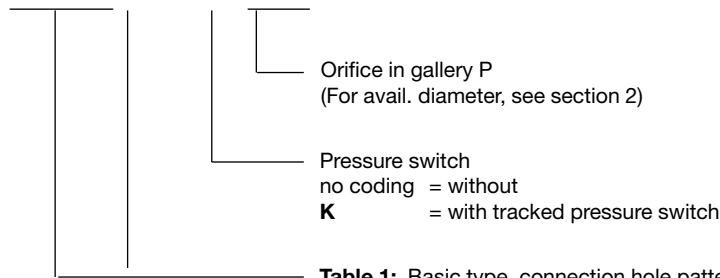 Orifice in gallery P
(For avail. diameter, see section 2)
Pressure switch
no coding = without
K = with tracked pressure switch
Table 1: Basic type, connection hole